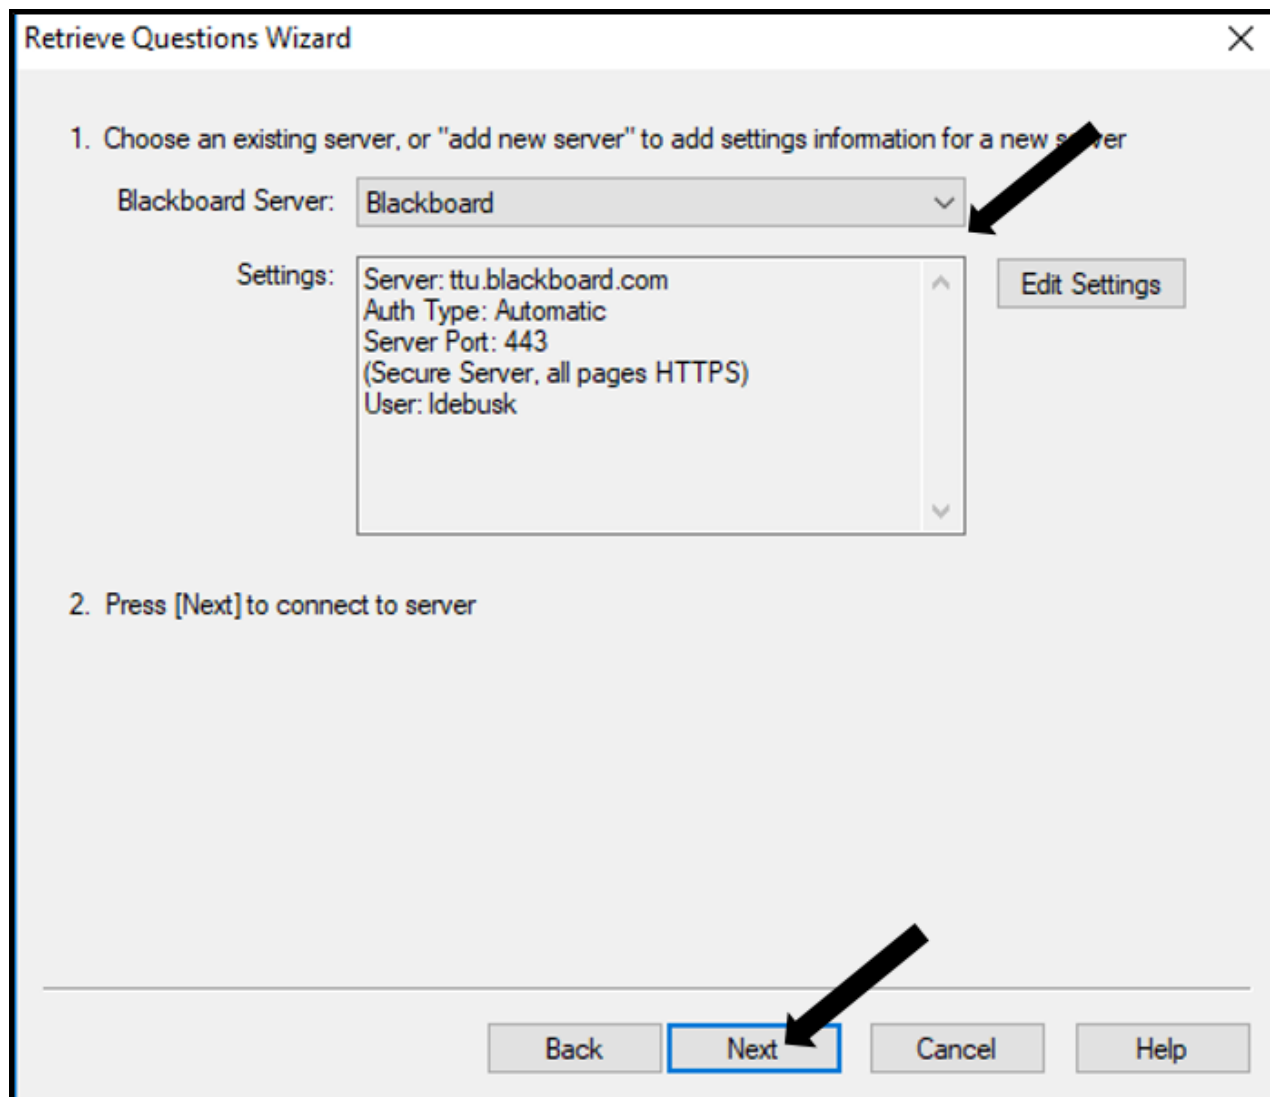 Retrieve Questions Wizard
1. Choose an existing server, or "add new server" to add settings information for a new server
Blackboard Server: Blackboard
Settings:
Server: ttu.blackboard.com
Auth Type: Automatic
Server Port: 443
(Secure Server, all pages HTTPS)
User: ldebusk
Edit Settings
2. Press [Next] to connect to server
Back Next Cancel Help